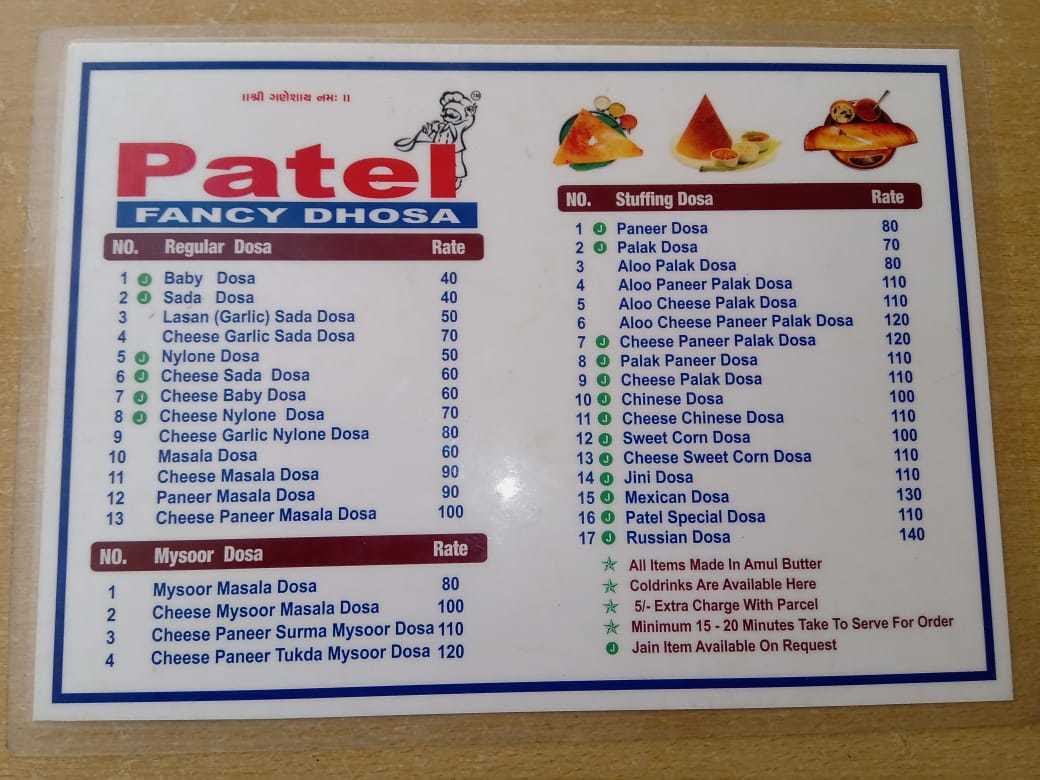 ॥શ્રી ગણેશાય નમઃ ॥
Patel
FANCY DHOSA
NO. Regular Dosa Rate
1 J Baby Dosa 40
2 J Sada Dosa 40
3 Lasan (Garlic) Sada Dosa 50
4 Cheese Garlic Sada Dosa 70
5 J Nylone Dosa 50
6 J Cheese Sada Dosa 60
7 J Cheese Baby Dosa 60
8 J Cheese Nylone Dosa 70
9 Cheese Garlic Nylone Dosa 80
10 Masala Dosa 60
11 Cheese Masala Dosa 90
12 Paneer Masala Dosa 90
13 Cheese Paneer Masala Dosa 100
NO. Mysoor Dosa Rate
1 Mysoor Masala Dosa 80
2 Cheese Mysoor Masala Dosa 100
3 Cheese Paneer Surma Mysoor Dosa 110
4 Cheese Paneer Tukda Mysoor Dosa 120
NO. Stuffing Dosa Rate
1 J Paneer Dosa 80
2 J Palak Dosa 70
3 Aloo Palak Dosa 80
4 Aloo Paneer Palak Dosa 110
5 Aloo Cheese Palak Dosa 110
6 Aloo Cheese Paneer Palak Dosa 120
7 J Cheese Paneer Palak Dosa 120
8 J Palak Paneer Dosa 110
9 J Cheese Palak Dosa 110
10 J Chinese Dosa 100
11 J Cheese Chinese Dosa 110
12 J Sweet Corn Dosa 100
13 J Cheese Sweet Corn Dosa 110
14 J Jini Dosa 110
15 J Mexican Dosa 130
16 J Patel Special Dosa 110
17 J Russian Dosa 140
All Items Made In Amul Butter
Coldrinks Are Available Here
5/- Extra Charge With Parcel
Minimum 15 - 20 Minutes Take To Serve For Order
J Jain Item Available On Request